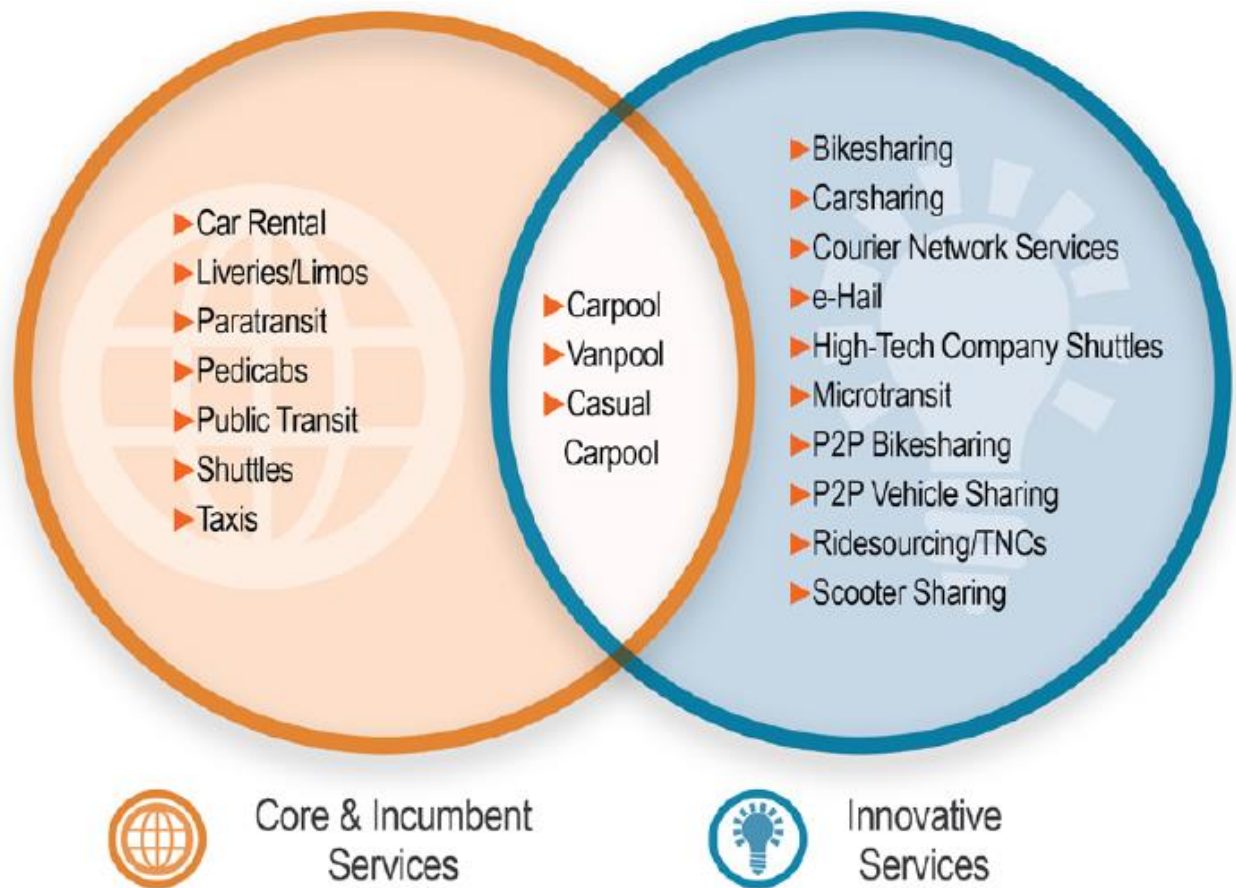 Car Rental
Liveries/Limos
Paratransit
Pedicabs
Public Transit
Shuttles
Taxis
Carpool
Vanpool
Casual
Carpool
Bikesharing
Carsharing
Courier Network Services
e-Hail
High-Tech Company Shuttles
Microtransit
P2P Bikesharing
P2P Vehicle Sharing
Ridesourcing/TNCs
Scooter Sharing
Core & Incumbent
Services
Innovative
Services